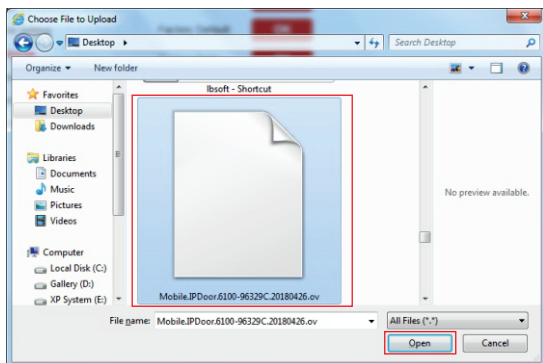 Choose File to Upload
Factory Default
Desktop
Search Desktop
Organize
New folder
lbsoft - Shortcut
Favorites
Desktop
Downloads
Libraries
Documents
Music
Pictures
Videos
Computer
Local Disk (C:)
Gallery (D:)
XP System (E:)
No preview available.
Mobile.IPDoor.6100-96329C.20180426.ov
File name: Mobile.IPDoor.6100-96329C.20180426.ov
All Files (*.*)
Open
Cancel